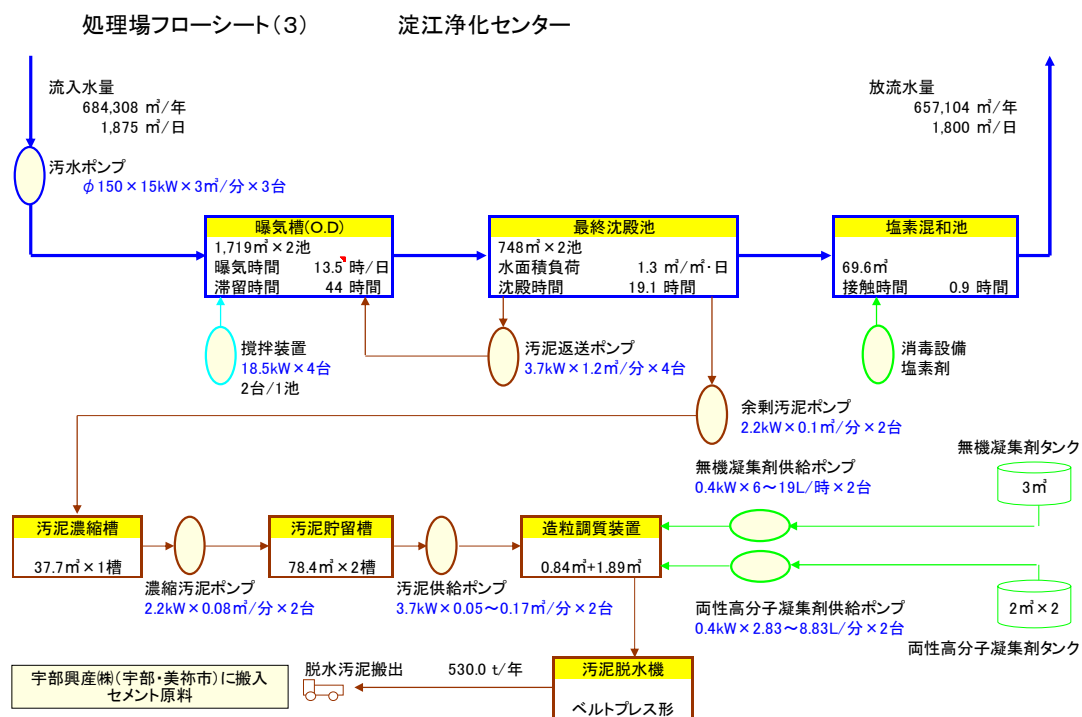 処理場フローシート(3)　淀江浄化センター
流入水量
684,308 ㎥/年
1,875 ㎥/日
放流水量
657,104 ㎥/年
1,800 ㎥/日
汚水ポンプ
φ150×15kW×3㎥/分×3台
曝気槽(O.D)
1,719㎥×2池
曝気時間 13.5 時/日
滞留時間 44 時間
最終沈殿池
748㎥×2池
水面積負荷 1.3 ㎥/㎡・日
沈殿時間 19.1 時間
塩素混和池
69.6㎥
接触時間 0.9 時間
撹拌装置
18.5kW×4台
2台/1池
汚泥返送ポンプ
3.7kW×1.2㎥/分×4台
消毒設備
塩素剤
余剰汚泥ポンプ
2.2kW×0.1㎥/分×2台
無機凝集剤タンク
3㎥
無機凝集剤供給ポンプ
0.4kW×6～19L/時×2台
汚泥濃縮槽
37.7㎥×1槽
濃縮汚泥ポンプ
2.2kW×0.08㎥/分×2台
汚泥貯留槽
78.4㎥×2槽
汚泥供給ポンプ
3.7kW×0.05～0.17㎥/分×2台
造粒調質装置
0.84㎥+1.89㎥
両性高分子凝集剤供給ポンプ
0.4kW×2.83～8.83L/分×2台
2㎥×2
両性高分子凝集剤タンク
汚泥脱水機
ベルトプレス形
脱水汚泥搬出 530.0 t/年
宇部興産㈱(宇部・美祢市)に搬入
セメント原料